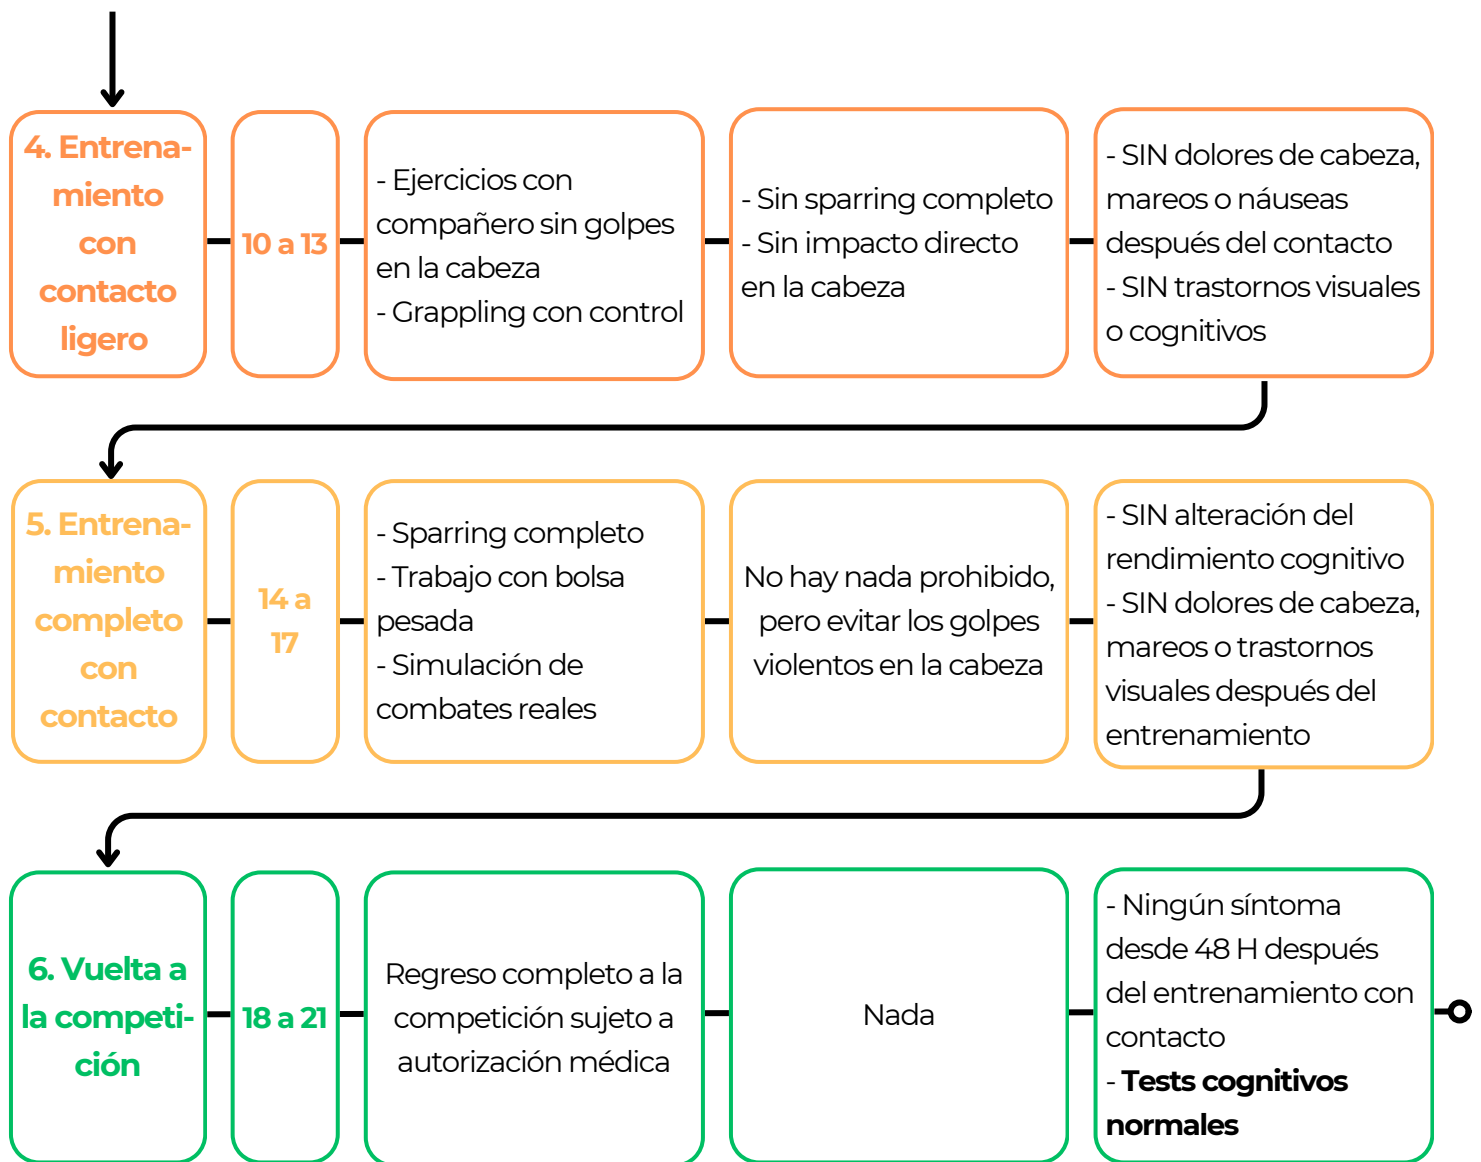 4. Entrena-
miento
con
contacto
ligero
10 a 13
- Ejercicios con
compañero sin golpes
en la cabeza
- Grappling con control
- Sin sparring completo
- Sin impacto directo
en la cabeza
- SIN dolores de cabeza,
mareos o náuseas
después del contacto
- SIN trastornos visuales
o cognitivos
5. Entrena-
miento
completo
con
contacto
14 a
17
- Sparring completo
- Trabajo con bolsa
pesada
- Simulación de
combates reales
No hay nada prohibido,
pero evitar los golpes
violentos en la cabeza
- SIN alteración del
rendimiento cognitivo
- SIN dolores de cabeza,
mareos o trastornos
visuales después del
entrenamiento
6. Vuelta a
la competi-
ción
18 a 21
Regreso completo a la
competición sujeto a
autorización médica
Nada
- Ningún síntoma
desde 48 H después
del entrenamiento con
contacto
- Tests cognitivos
normales